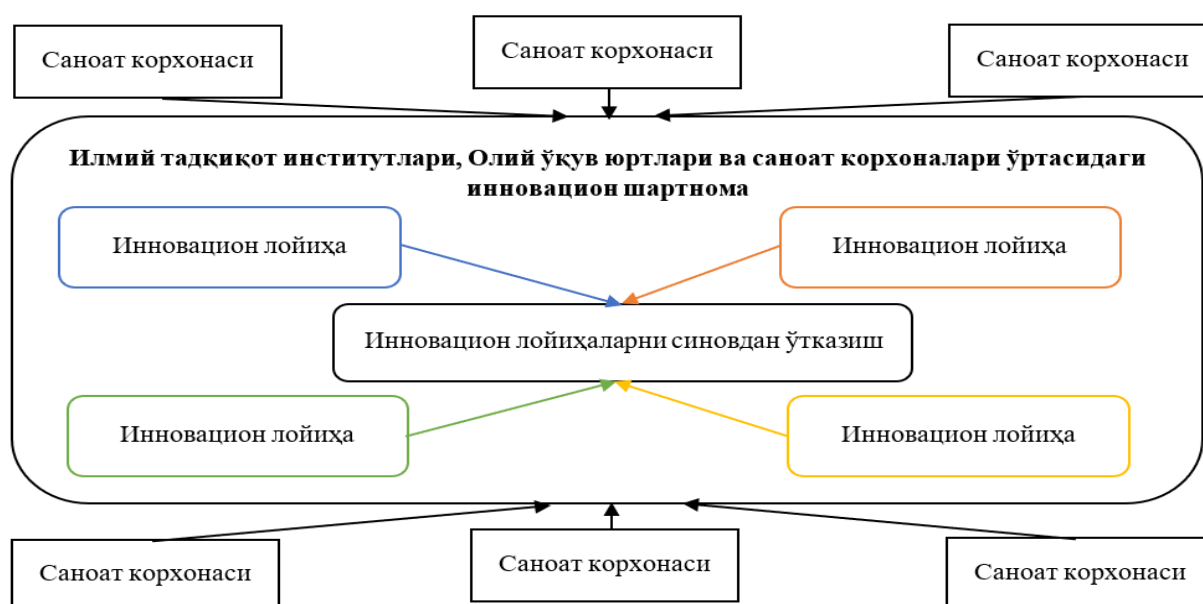 Саноат корхонаси
Саноат корхонаси
Саноат корхонаси
Илмий тадқиқот институтлари, Олий ўқув юртлари ва саноат корхоналари ўртасидаги
инновацион шартнома
Инновацион лойиҳа
Инновацион лойиҳа
Инновацион лойиҳаларни синовдан ўтказиш
Инновацион лойиҳа
Инновацион лойиҳа
Саноат корхонаси
Саноат корхонаси
Саноат корхонаси